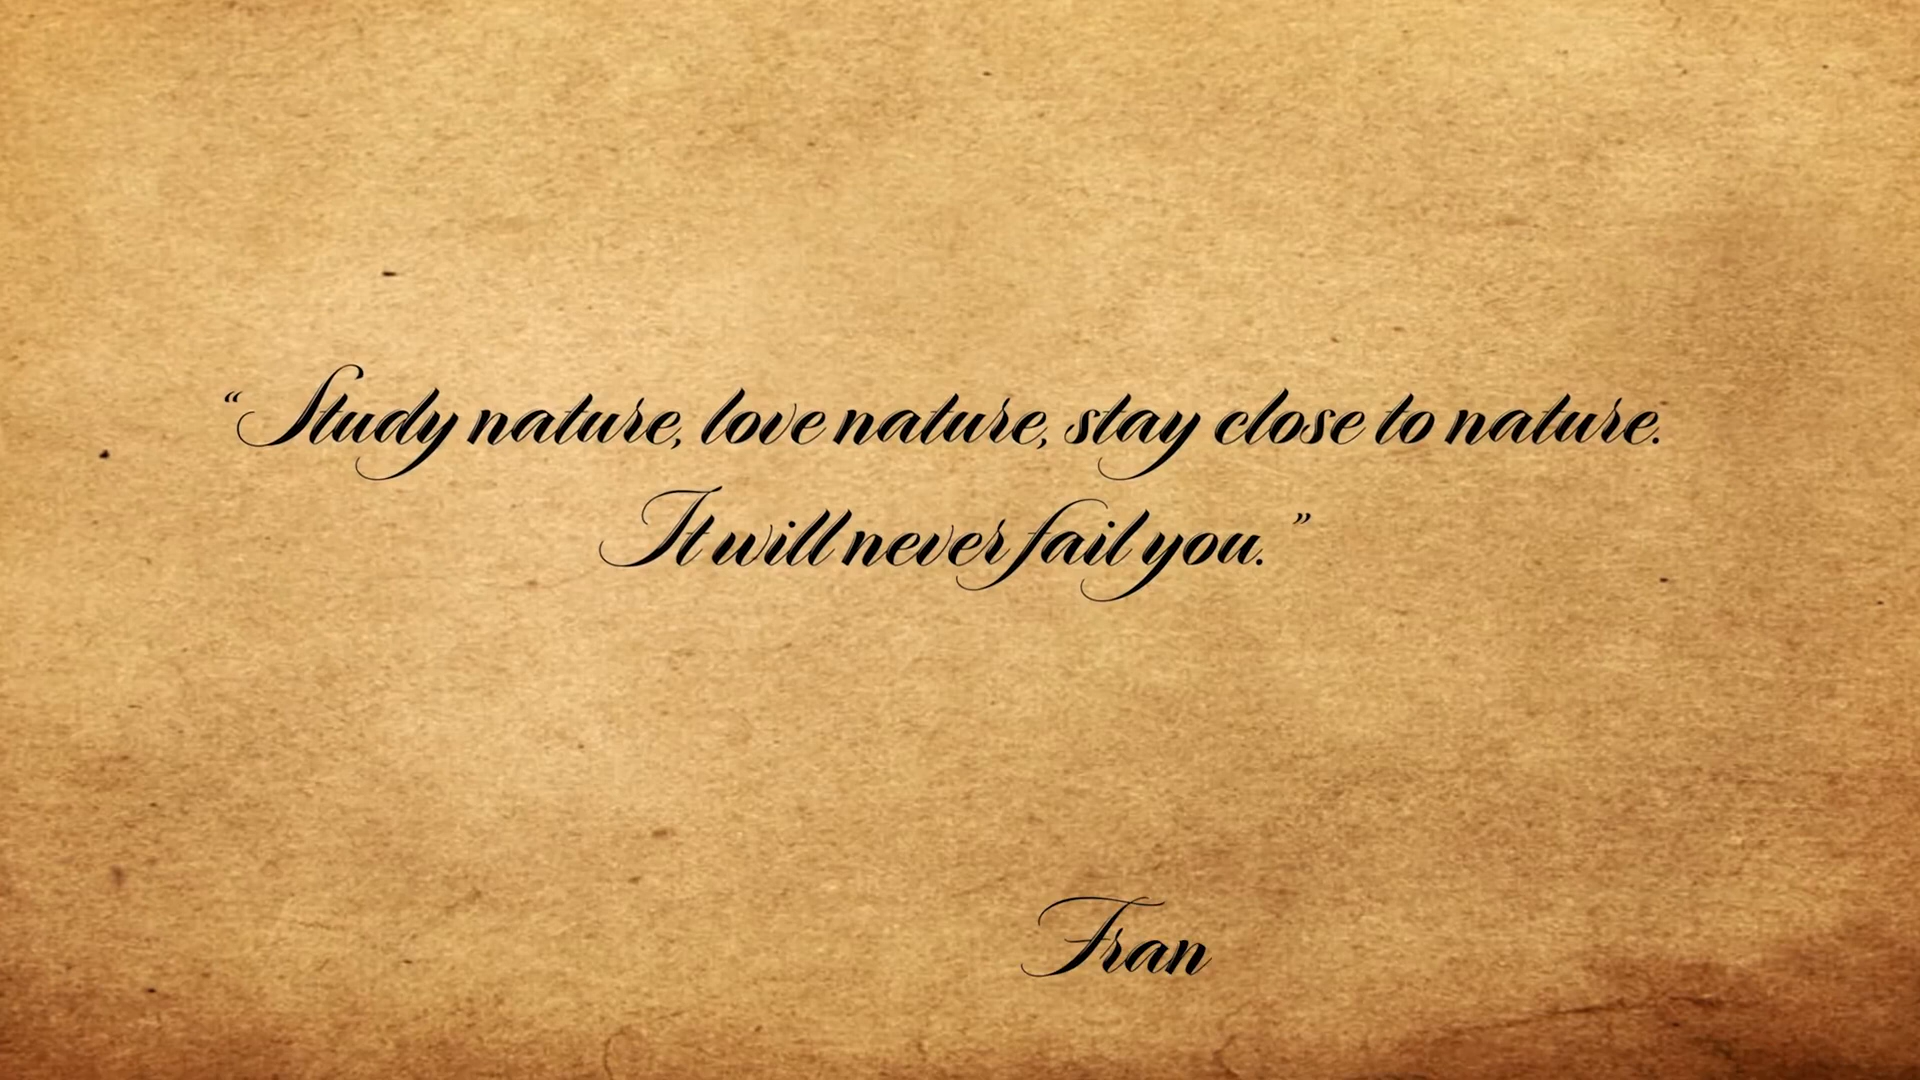 “Study nature, love nature, stay close to nature.
It will never fail you.”
Fran